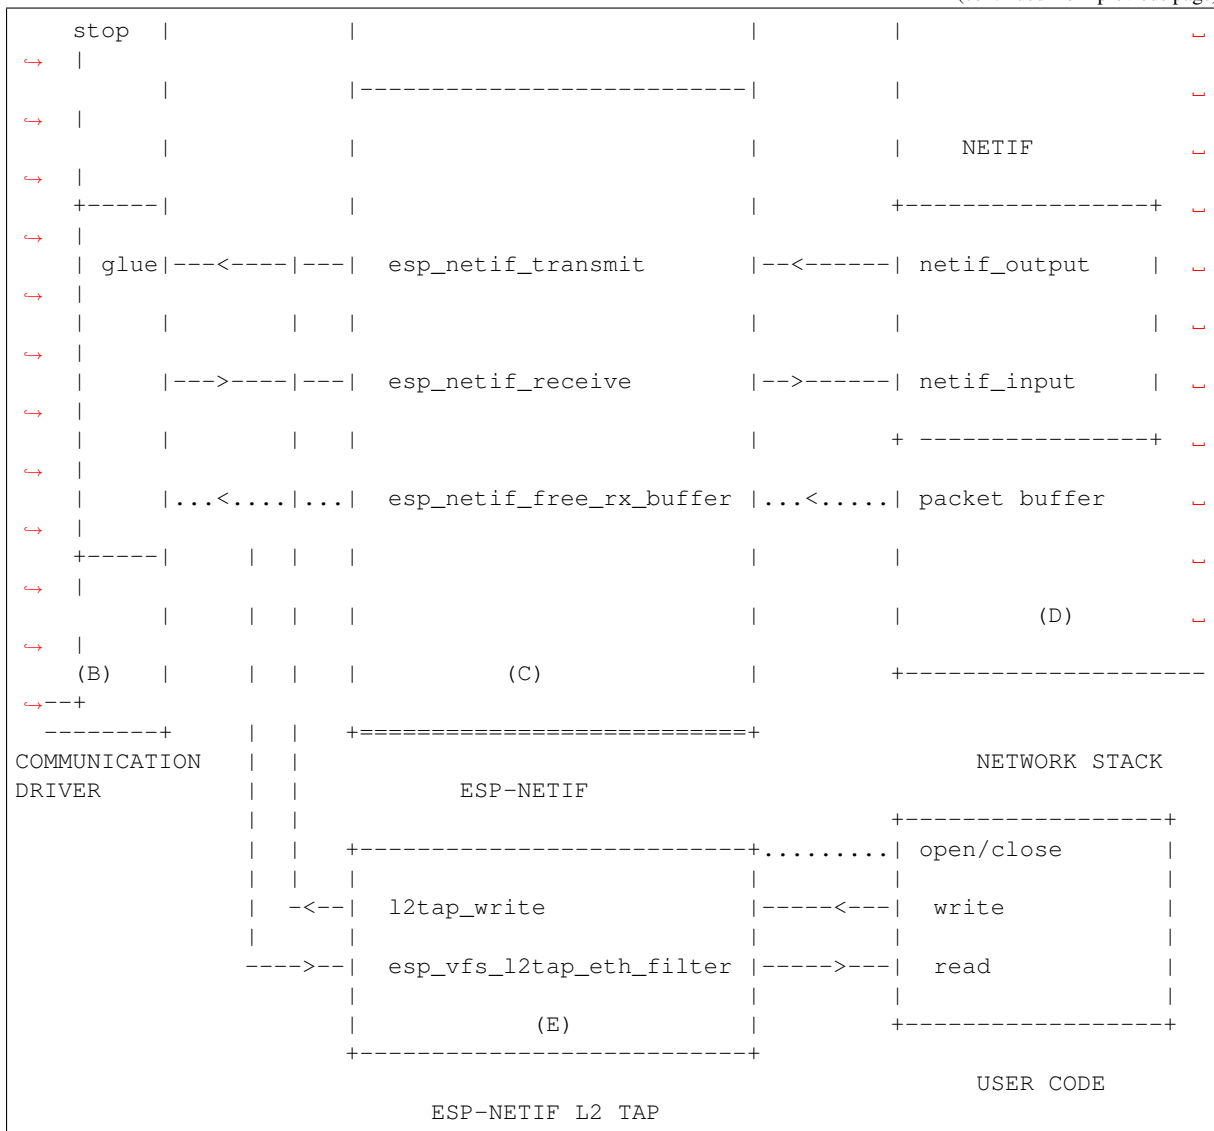 stop | | | | ␣
↪ |
| |---------------------------| | ␣
↪ |
| | | | NETIF ␣
↪ |
+-----| | | +-----------------+ ␣
↪ |
| glue|---<----|---| esp_netif_transmit |--<------| netif_output | ␣
↪ |
| | | | | | | ␣
↪ |
| |--->----|---| esp_netif_receive |-->------| netif_input | ␣
↪ |
| | | | | + ----------------+ ␣
↪ |
| |...<....|...| esp_netif_free_rx_buffer |...<.....| packet buffer ␣
↪ |
+-----| | | | | | ␣
↪ |
| | | | | | (D) ␣
↪ |
(B) | | | | (C) | +---------------------
↪--+
--------+ | | +===========================+
COMMUNICATION | | NETWORK STACK
DRIVER | | ESP-NETIF
| | +------------------+
| | +---------------------------+.........| open/close |
| | | | | |
| -<--| l2tap_write |-----<---| write |
| | | | |
---->--| esp_vfs_l2tap_eth_filter |----->---| read |
| | | |
| (E) | +------------------+
+---------------------------+
USER CODE
ESP-NETIF L2 TAP